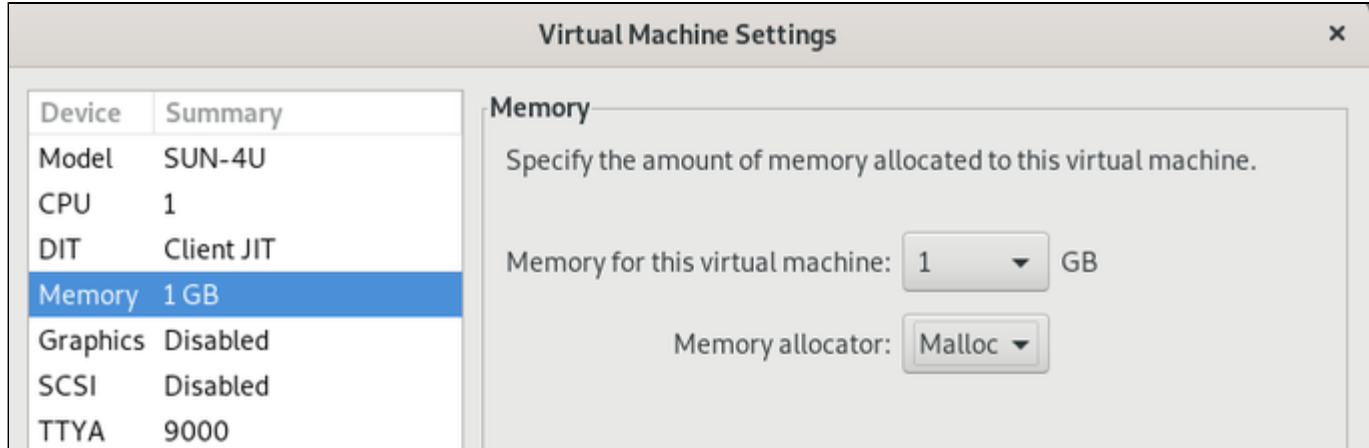 Virtual Machine Settings ×
Device Summary
Model SUN-4U
CPU 1
DIT Client JIT
Memory 1 GB
Graphics Disabled
SCSI Disabled
TTYA 9000
Memory
Specify the amount of memory allocated to this virtual machine.
Memory for this virtual machine: 1 GB
Memory allocator: Malloc